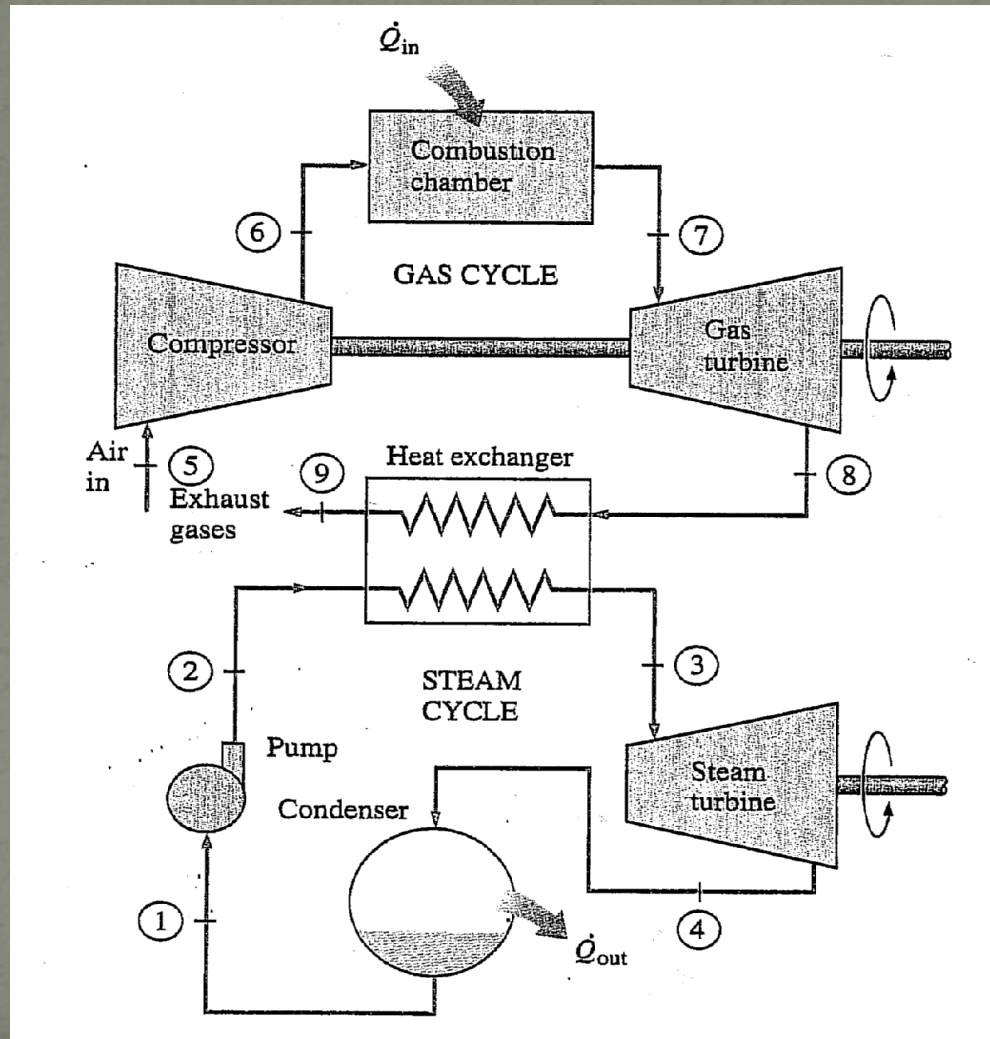 Q̇in
Combustion
chamber
6
7
GAS CYCLE
Compressor
Gas
turbine
Air
in
5
9
Heat exchanger
8
Exhaust
gases
2
STEAM
CYCLE
3
Pump
Condenser
Steam
turbine
1
4
Q̇out